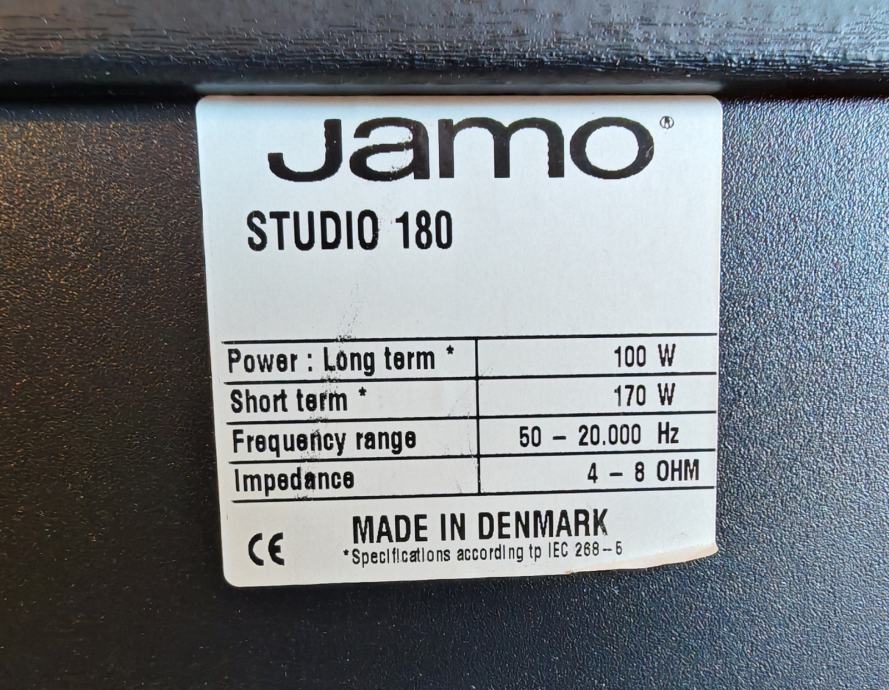 Jamo®
STUDIO 180
Power : Long term * 100 W
Short term * 170 W
Frequency range 50 – 20.000 Hz
Impedance 4 – 8 OHM
CE MADE IN DENMARK
*Specifications according tp IEC 268–5